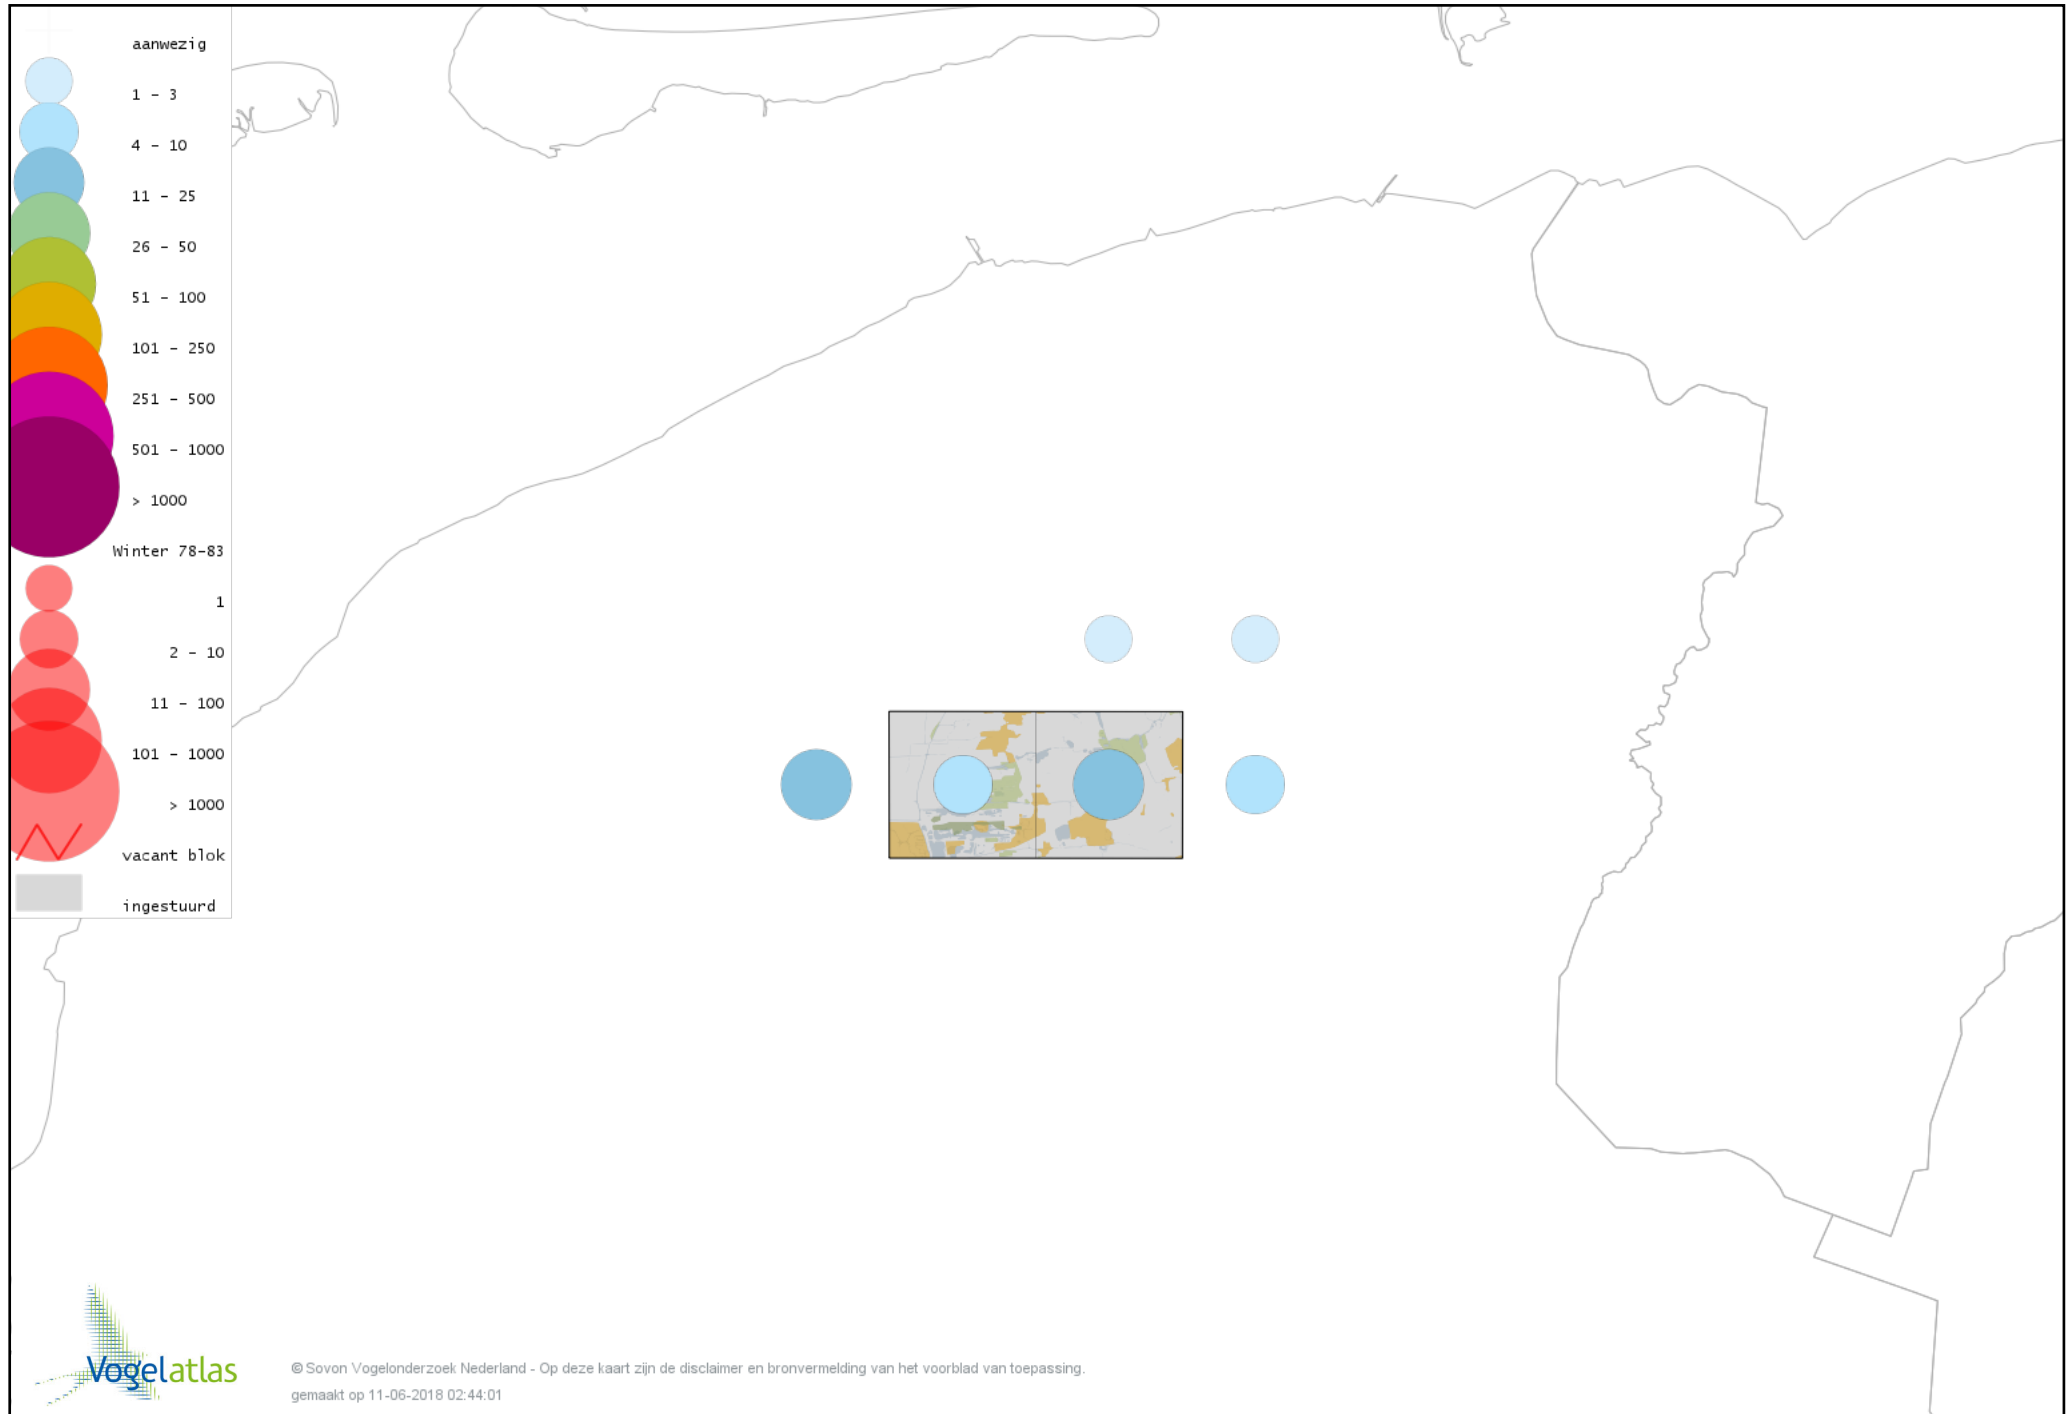 aanwezig
1 – 3
4 – 10
11 – 25
26 – 50
51 – 100
101 – 250
251 – 500
501 – 1000
> 1000
Winter 78-83
1
2 – 10
11 – 100
101 – 1000
> 1000
vacant blok
ingestuurd
Vogelatlas
© Sovon Vogelonderzoek Nederland - Op deze kaart zijn de disclaimer en bronvermelding van het voorblad van toepassing.
gemaakt op 11-06-2018 02:44:01